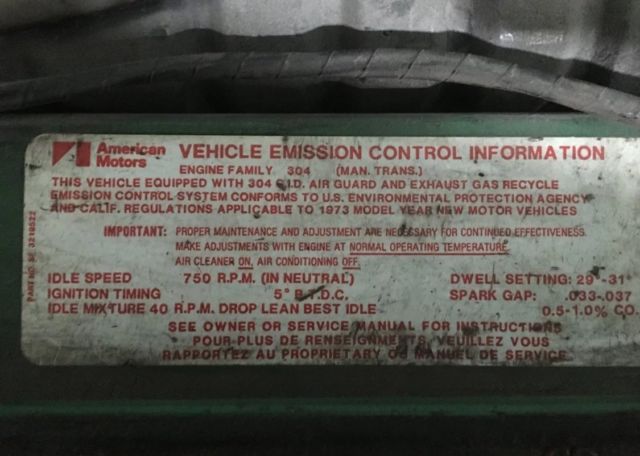 American Motors
VEHICLE EMISSION CONTROL INFORMATION
ENGINE FAMILY 304 (MAN. TRANS.)
THIS VEHICLE EQUIPPED WITH 304 C.I.D. AIR GUARD AND EXHAUST GAS RECYCLE
EMISSION CONTROL SYSTEM CONFORMS TO U.S. ENVIRONMENTAL PROTECTION AGENCY
AND CALIF. REGULATIONS APPLICABLE TO 1973 MODEL YEAR NEW MOTOR VEHICLES
IMPORTANT: PROPER MAINTENANCE AND ADJUSTMENT ARE NECESSARY FOR CONTINUED EFFECTIVENESS.
MAKE ADJUSTMENTS WITH ENGINE AT NORMAL OPERATING TEMPERATURE,
AIR CLEANER ON, AIR CONDITIONING OFF.
IDLE SPEED 750 R.P.M. (IN NEUTRAL) DWELL SETTING: 29°-31°
IGNITION TIMING 5° B.T.D.C. SPARK GAP: .033-.037
IDLE MIXTURE 40 R.P.M. DROP LEAN BEST IDLE 0.5-1.0% CO.
SEE OWNER OR SERVICE MANUAL FOR INSTRUCTIONS
POUR PLUS DE RENSEIGNEMENTS, VEUILLEZ VOUS
RAPPORTEZ AU PROPRIETARY OU MANUEL DE SERVICE
PART NO.